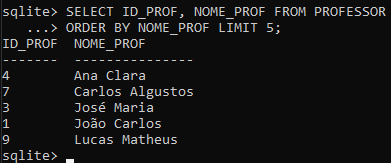 sqlite> SELECT ID_PROF, NOME_PROF FROM PROFESSOR
   ...> ORDER BY NOME_PROF LIMIT 5;
ID_PROF  NOME_PROF
-------  ---------------
4        Ana Clara
7        Carlos Algustos
3        José Maria
1        João Carlos
9        Lucas Matheus
sqlite>